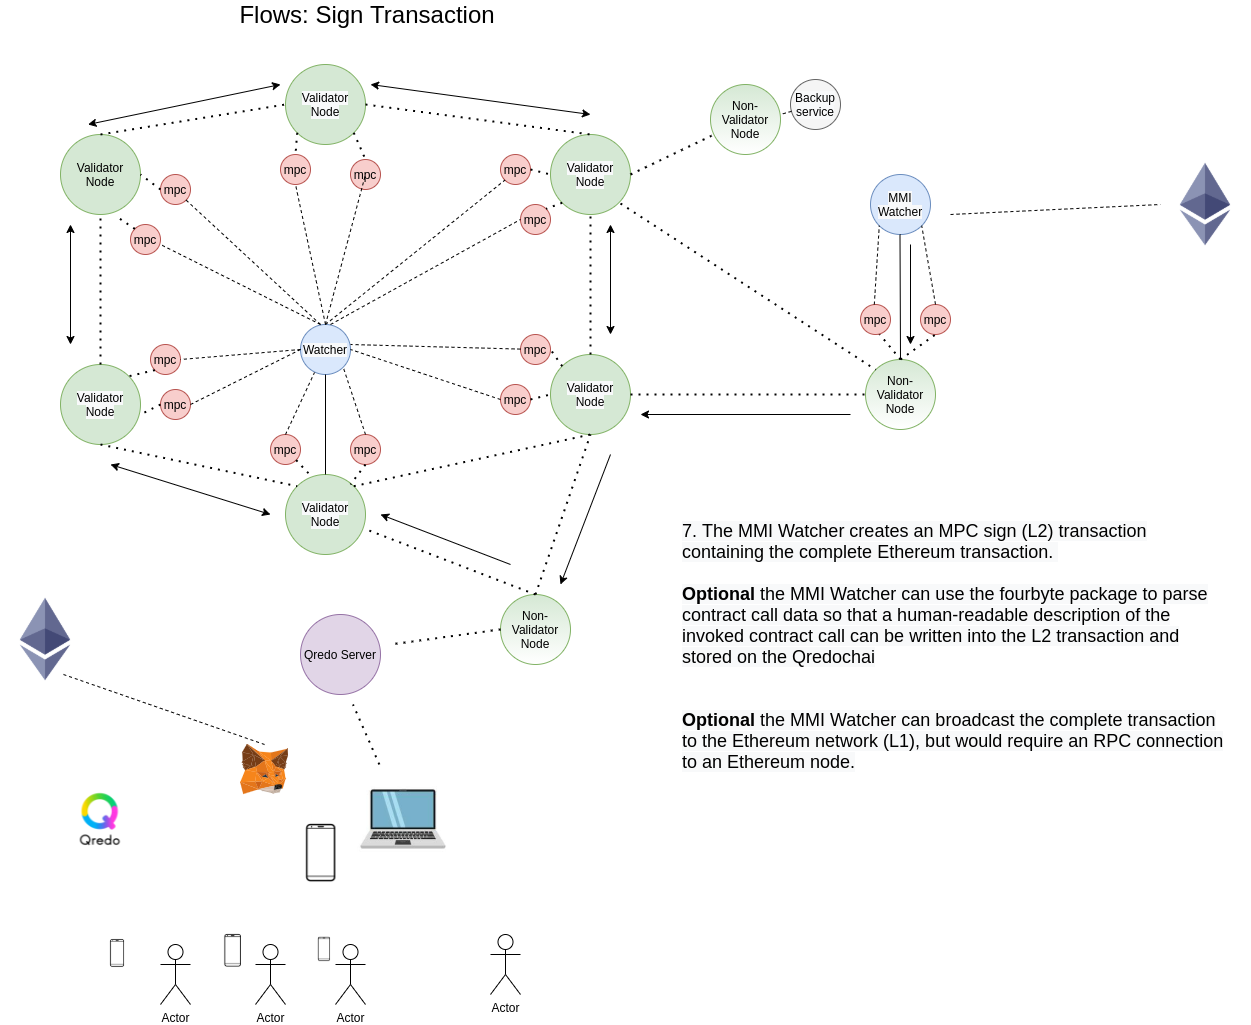 Flows: Sign Transaction
Validator
Node
Non-
Validator
Node
Backup
service
Validator
Node
mpc
mpc
mpc
mpc
Validator
Node
mpc
mpc
mpc
MMI
Watcher
mpc
mpc
mpc
Watcher
mpc
mpc
Validator
Node
mpc
mpc
Validator
Node
Non-
Validator
Node
mpc
mpc
Validator
Node
7. The MMI Watcher creates an MPC sign (L2) transaction
containing the complete Ethereum transaction.
Optional the MMI Watcher can use the fourbyte package to parse
contract call data so that a human-readable description of the
invoked contract call can be written into the L2 transaction and
stored on the Qredochai
Optional the MMI Watcher can broadcast the complete transaction
to the Ethereum network (L1), but would require an RPC connection
to an Ethereum node.
Non-
Validator
Node
Qredo Server
Qredo
Actor
Actor
Actor
Actor